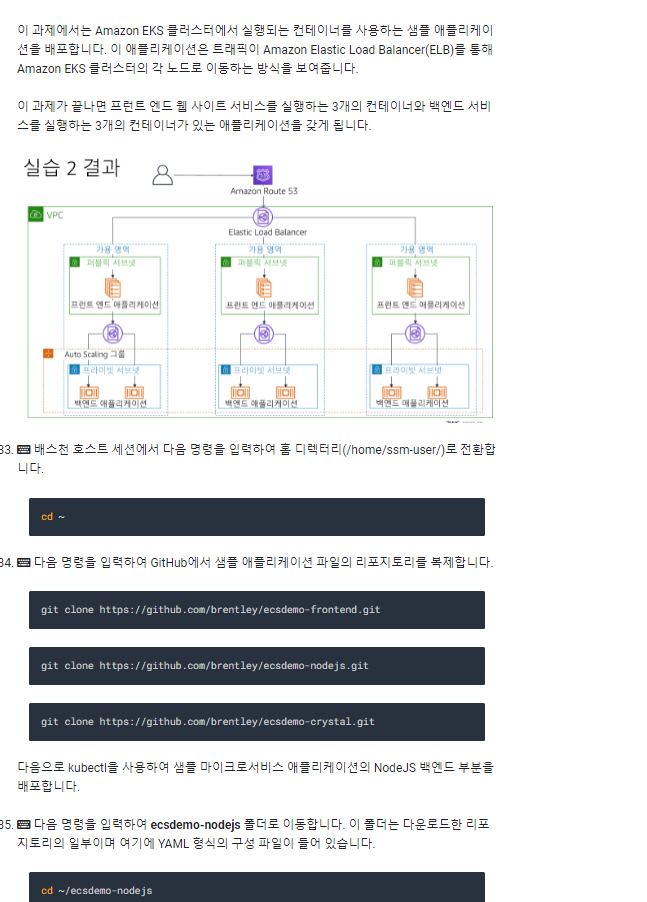 이 과제에서는 Amazon EKS 클러스터에서 실행되는 컨테이너를 사용하는 샘플 애플리케이
션을 배포합니다. 이 애플리케이션은 트래픽이 Amazon Elastic Load Balancer(ELB)를 통해
Amazon EKS 클러스터의 각 노드로 이동하는 방식을 보여줍니다.
이 과제가 끝나면 프런트 엔드 웹 사이트 서비스를 실행하는 3개의 컨테이너와 백엔드 서비
스를 실행하는 3개의 컨테이너가 있는 애플리케이션을 갖게 됩니다.
실습 2 결과
Amazon Route 53
VPC
Elastic Load Balancer
가용 영역 가용 영역 가용 영역
퍼블릭 서브넷 퍼블릭 서브넷 퍼블릭 서브넷
프런트 엔드 애플리케이션 프런트 엔드 애플리케이션 프런트 엔드 애플리케이션
Auto Scaling 그룹
프라이빗 서브넷 프라이빗 서브넷 프라이빗 서브넷
백엔드 애플리케이션 백엔드 애플리케이션 백엔드 애플리케이션
33. 배스천 호스트 세션에서 다음 명령을 입력하여 홈 디렉터리(/home/ssm-user/)로 전환합
니다.
cd ~
34. 다음 명령을 입력하여 GitHub에서 샘플 애플리케이션 파일의 리포지토리를 복제합니다.
git clone https://github.com/brentley/ecsdemo-frontend.git
git clone https://github.com/brentley/ecsdemo-nodejs.git
git clone https://github.com/brentley/ecsdemo-crystal.git
다음으로 kubectl을 사용하여 샘플 마이크로서비스 애플리케이션의 NodeJS 백엔드 부분을
배포합니다.
35. 다음 명령을 입력하여 ecsdemo-nodejs 폴더로 이동합니다. 이 폴더는 다운로드한 리포
지토리의 일부이며 여기에 YAML 형식의 구성 파일이 들어 있습니다.
cd ~/ecsdemo-nodejs